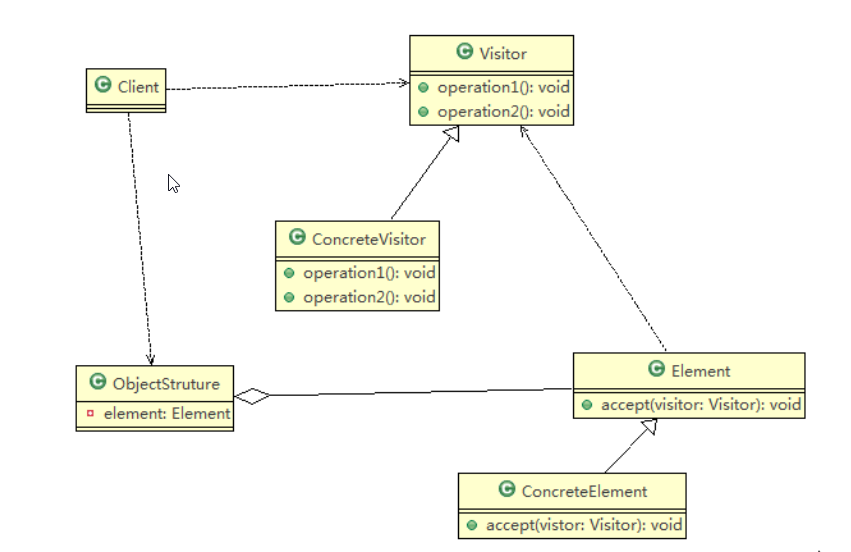 Visitor
operation1(): void
operation2(): void
Client
ConcreteVisitor
operation1(): void
operation2(): void
ObjectStruture
element: Element
Element
accept(visitor: Visitor): void
ConcreteElement
accept(vistor: Visitor): void